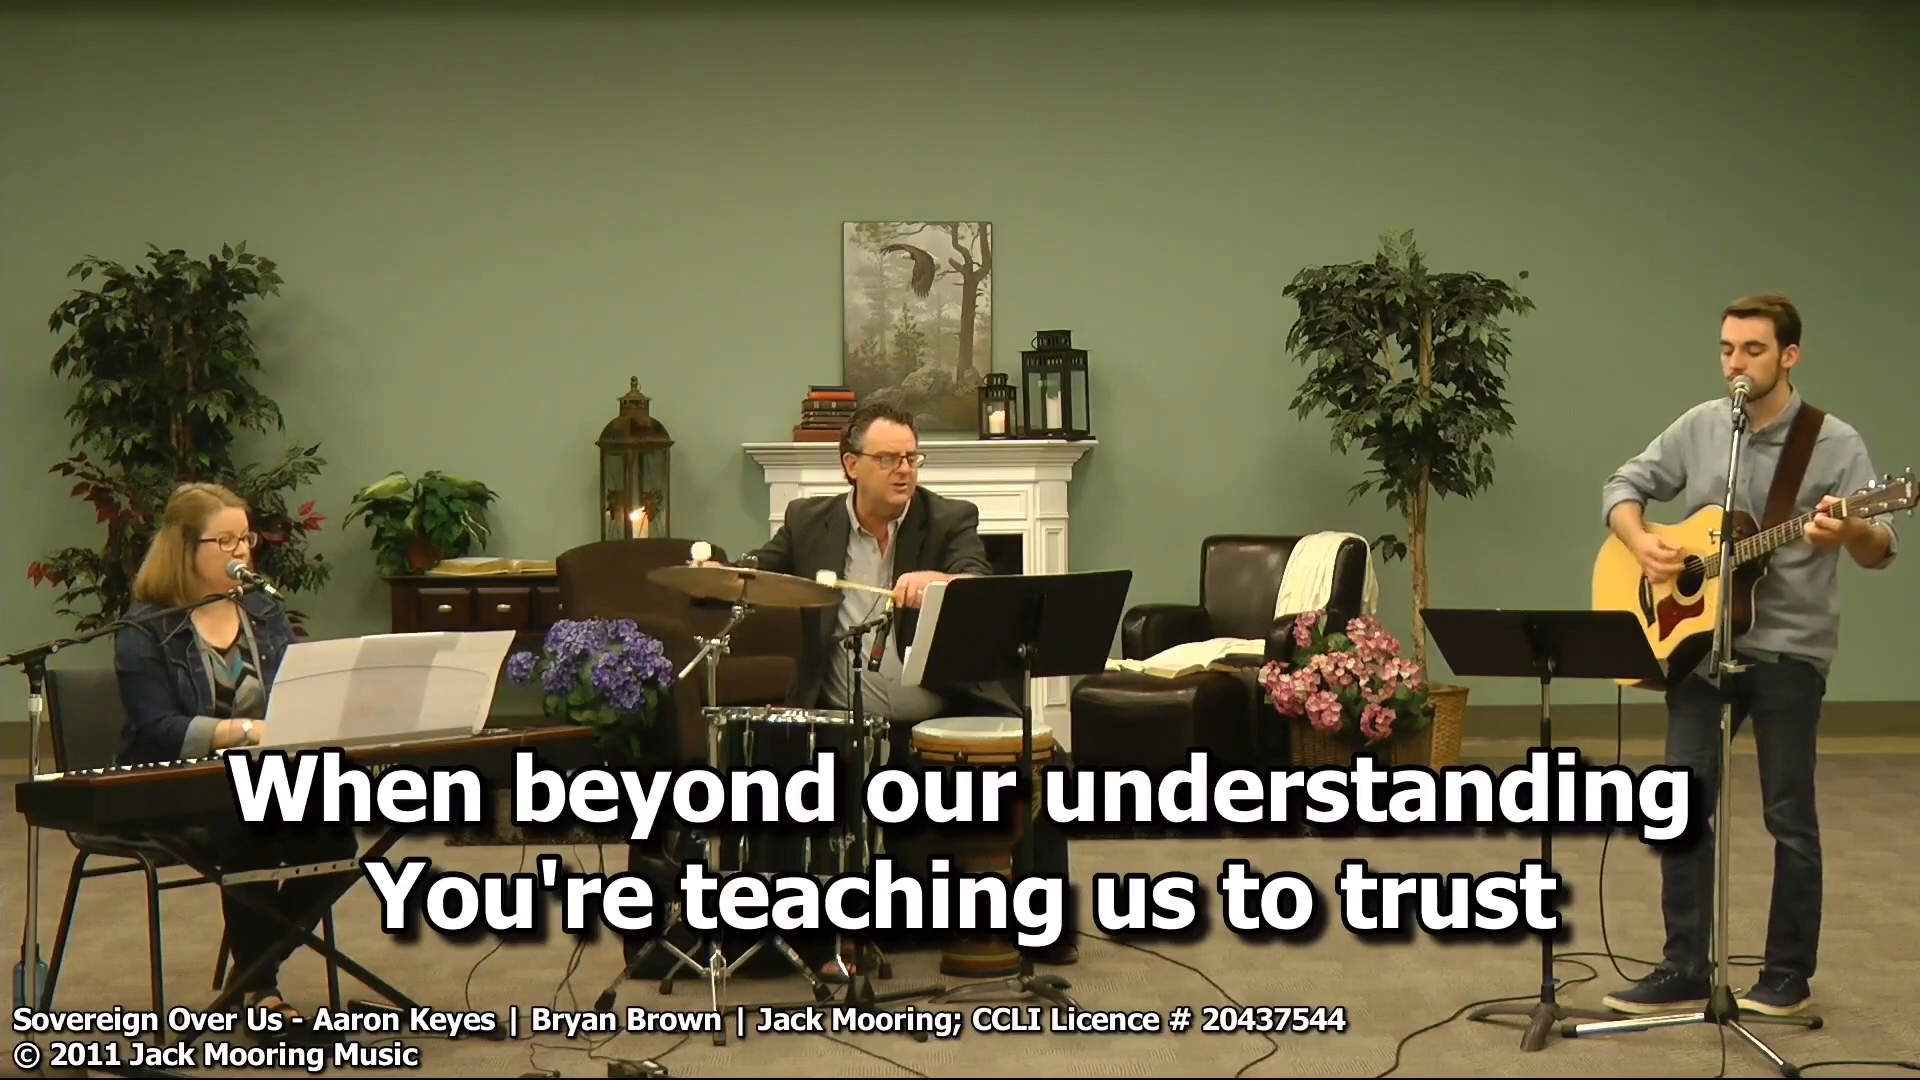 When beyond our understanding
You're teaching us to trust
Sovereign Over Us - Aaron Keyes | Bryan Brown | Jack Mooring; CCLI Licence # 20437544
© 2011 Jack Mooring Music